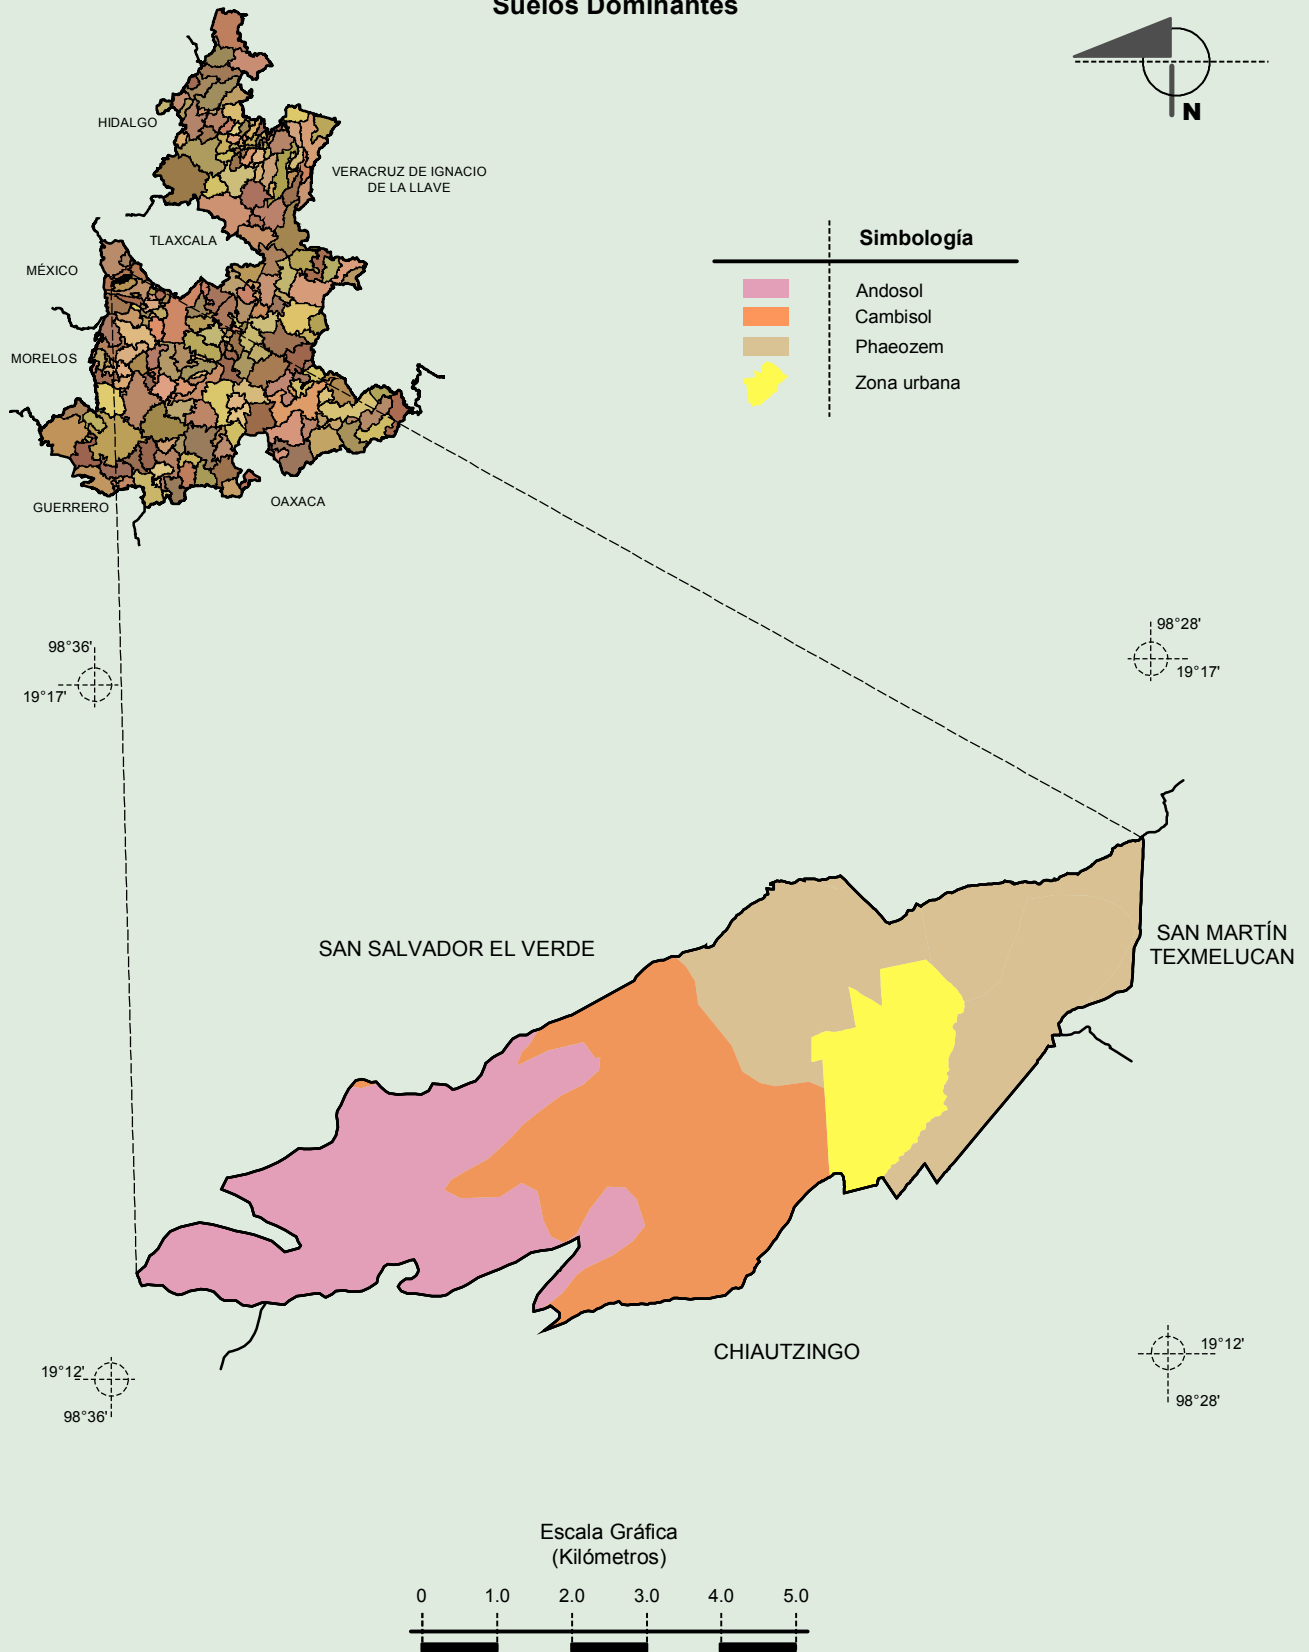 Suelos Dominantes
N
HIDALGO
VERACRUZ DE IGNACIO
DE LA LLAVE
TLAXCALA
MÉXICO
MORELOS
GUERRERO
OAXACA
Simbología
Andosol
Cambisol
Phaeozem
Zona urbana
98°36'
19°17'
98°28'
19°17'
SAN SALVADOR EL VERDE
SAN MARTÍN
TEXMELUCAN
CHIAUTZINGO
19°12'
98°36'
19°12'
98°28'
Escala Gráfica
(Kilómetros)
0 1.0 2.0 3.0 4.0 5.0